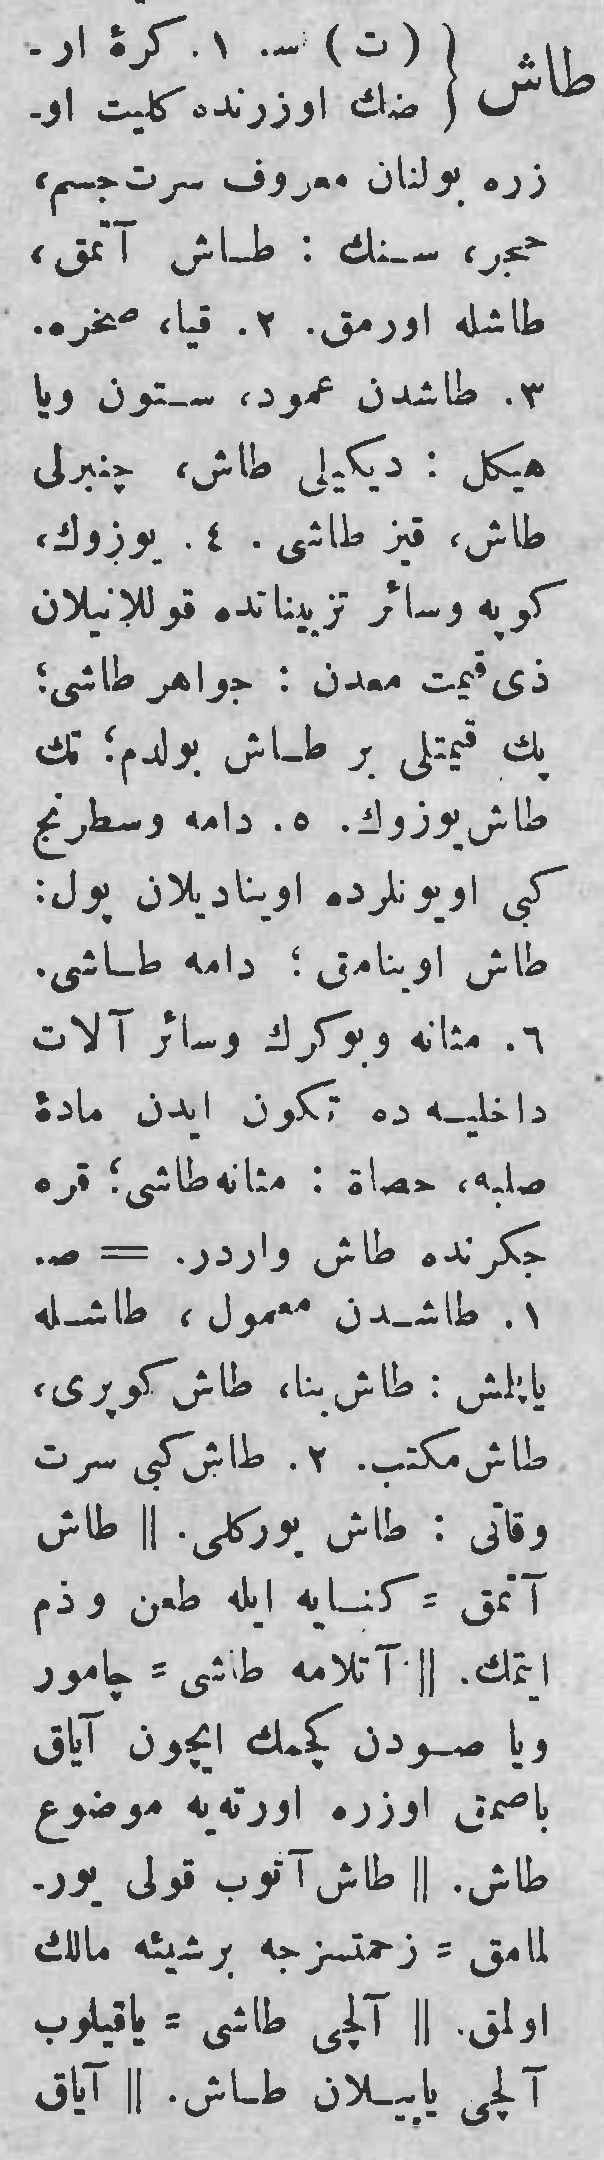 طاش { (ت) س. ١. كرۀ ار-
ضك اوزرنده كليت او-
زره بولنان معروف سرت جسم،
حجر، سنك : طاش آتمق،
طاشله اورمق. ٢. قيا، صخره.
٣. طاشدن عمود، ستون ويا
هيكل : ديكيلى طاش، چنبرلى
طاش، قيز طاشى. ٤. يوزوك،
كوپه وسائر تزييناتده قوللانيلان
ذى قيمت معدن : جواهر طاشى؛
پك قيمتلى بر طاش بولدم؛ تك
طاش يوزوك. ٥. دامه وسطرنج
كبى اويونلرده اويناديلان پول:
طاش اوينامق؛ دامه طاشى.
٦. مثانه وبوكرك وسائر آلات
داخليه ده تكون ايدن مادۀ
صلبه، حصاة : مثانه طاشى؛ قره
جكرنده طاش واردر. = ص.
١. طاشدن معمول، طاشله
ياپلمش : طاش بنا، طاش كوپرى،
طاش مكتب. ٢. طاش كبى سرت
وقاتى : طاش يوركلى. || طاش
آتمق = كنايه ايله طعن وذم
ايتمك. || آتلامه طاشى = چامور
ويا صودن كچمك ايچون آياق
باصمق اوزره اورته يه موضوع
طاش. || طاش آتوب قولى يور-
لمامق = زحمتسزجه برشيئه مالك
اولمق. || آلچى طاشى = ياقيلوب
آلچى ياپيلان طاش. || آياق